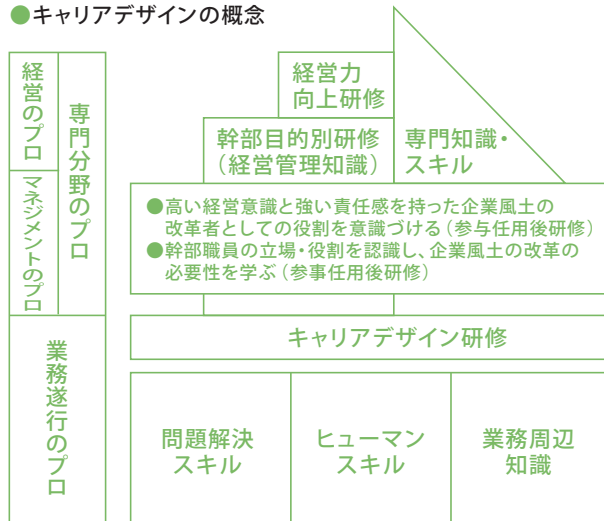 ●キャリアデザインの概念
経営のプロ
マネジメントのプロ
専門分野のプロ
業務遂行のプロ
経営力
向上研修
幹部目的別研修
（経営管理知識）
専門知識・
スキル
●高い経営意識と強い責任感を持った企業風土の
改革者としての役割を意識づける（参与任用後研修）
●幹部職員の立場・役割を認識し、企業風土の改革の
必要性を学ぶ（参事任用後研修）
キャリアデザイン研修
問題解決
スキル
ヒューマン
スキル
業務周辺
知識